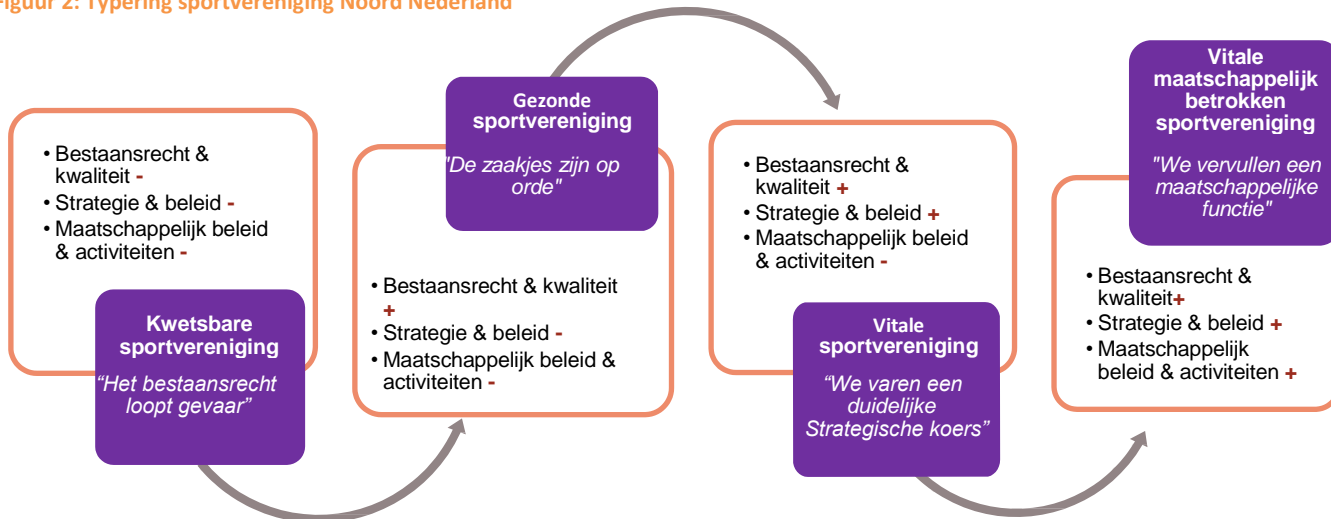 Figuur 2: Typering sportvereniging Noord Nederland
• Bestaansrecht &
kwaliteit -
• Strategie & beleid -
• Maatschappelijk beleid
& activiteiten -
Kwetsbare
sportvereniging
“Het bestaansrecht
loopt gevaar”
Gezonde
sportvereniging
"De zaakjes zijn op
orde"
• Bestaansrecht & kwaliteit
+
• Strategie & beleid -
• Maatschappelijk beleid &
activiteiten -
• Bestaansrecht &
kwaliteit +
• Strategie & beleid +
• Maatschappelijk beleid
& activiteiten -
Vitale
sportvereniging
“We varen een
duidelijke
Strategische koers”
Vitale
maatschappelijk
betrokken
sportvereniging
"We vervullen een
maatschappelijke
functie"
• Bestaansrecht &
kwaliteit+
• Strategie & beleid +
• Maatschappelijk
beleid & activiteiten +